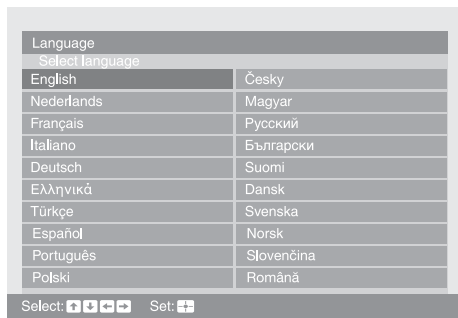 Language
Select language
English Česky
Nederlands Magyar
Français Русский
Italiano Български
Deutsch Suomi
Ελληνικά Dansk
Türkçe Svenska
Español Norsk
Português Slovenčina
Polski Română
Select: ↑ ↓ ← → Set: